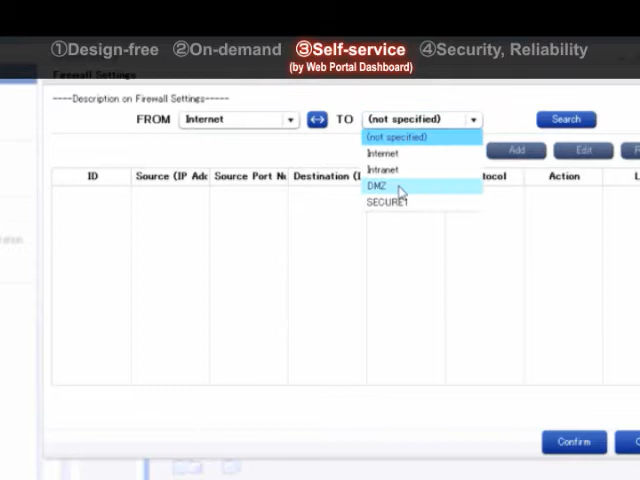 ①Design-free ②On-demand ③Self-service ④Security, Reliability
(by Web Portal Dashboard)
Firewall Settings
----Description on Firewall Settings----
FROM Internet TO (not specified) Search
(not specified)
Internet
Intranet
DMZ
SECURE1
Add Edit
ID Source (IP Add Source Port Nu Destination (I tocol Action
Confirm